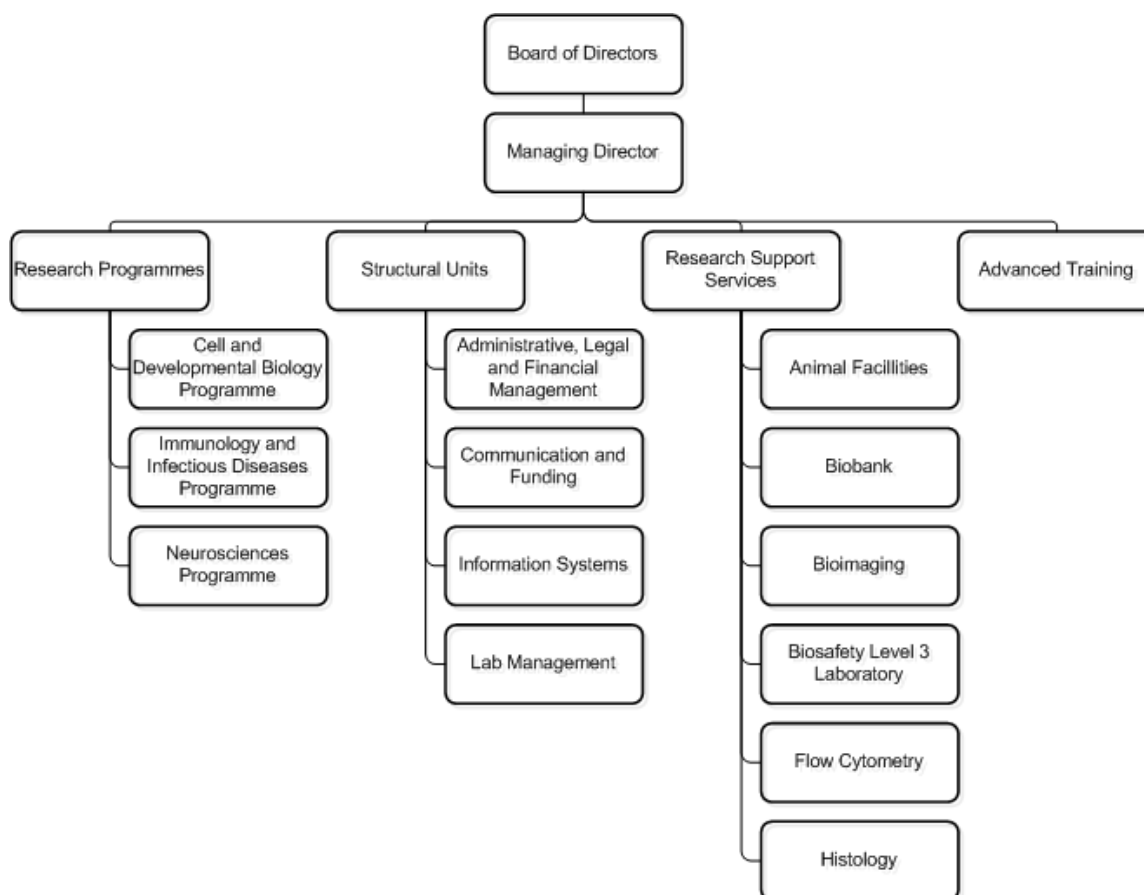 Board of Directors
Managing Director
Research Programmes
Structural Units
Research Support
Services
Advanced Training
Cell and
Developmental Biology
Programme
Immunology and
Infectious Diseases
Programme
Neurosciences
Programme
Administrative, Legal
and Financial
Management
Communication and
Funding
Information Systems
Lab Management
Animal Facillities
Biobank
Bioimaging
Biosafety Level 3
Laboratory
Flow Cytometry
Histology